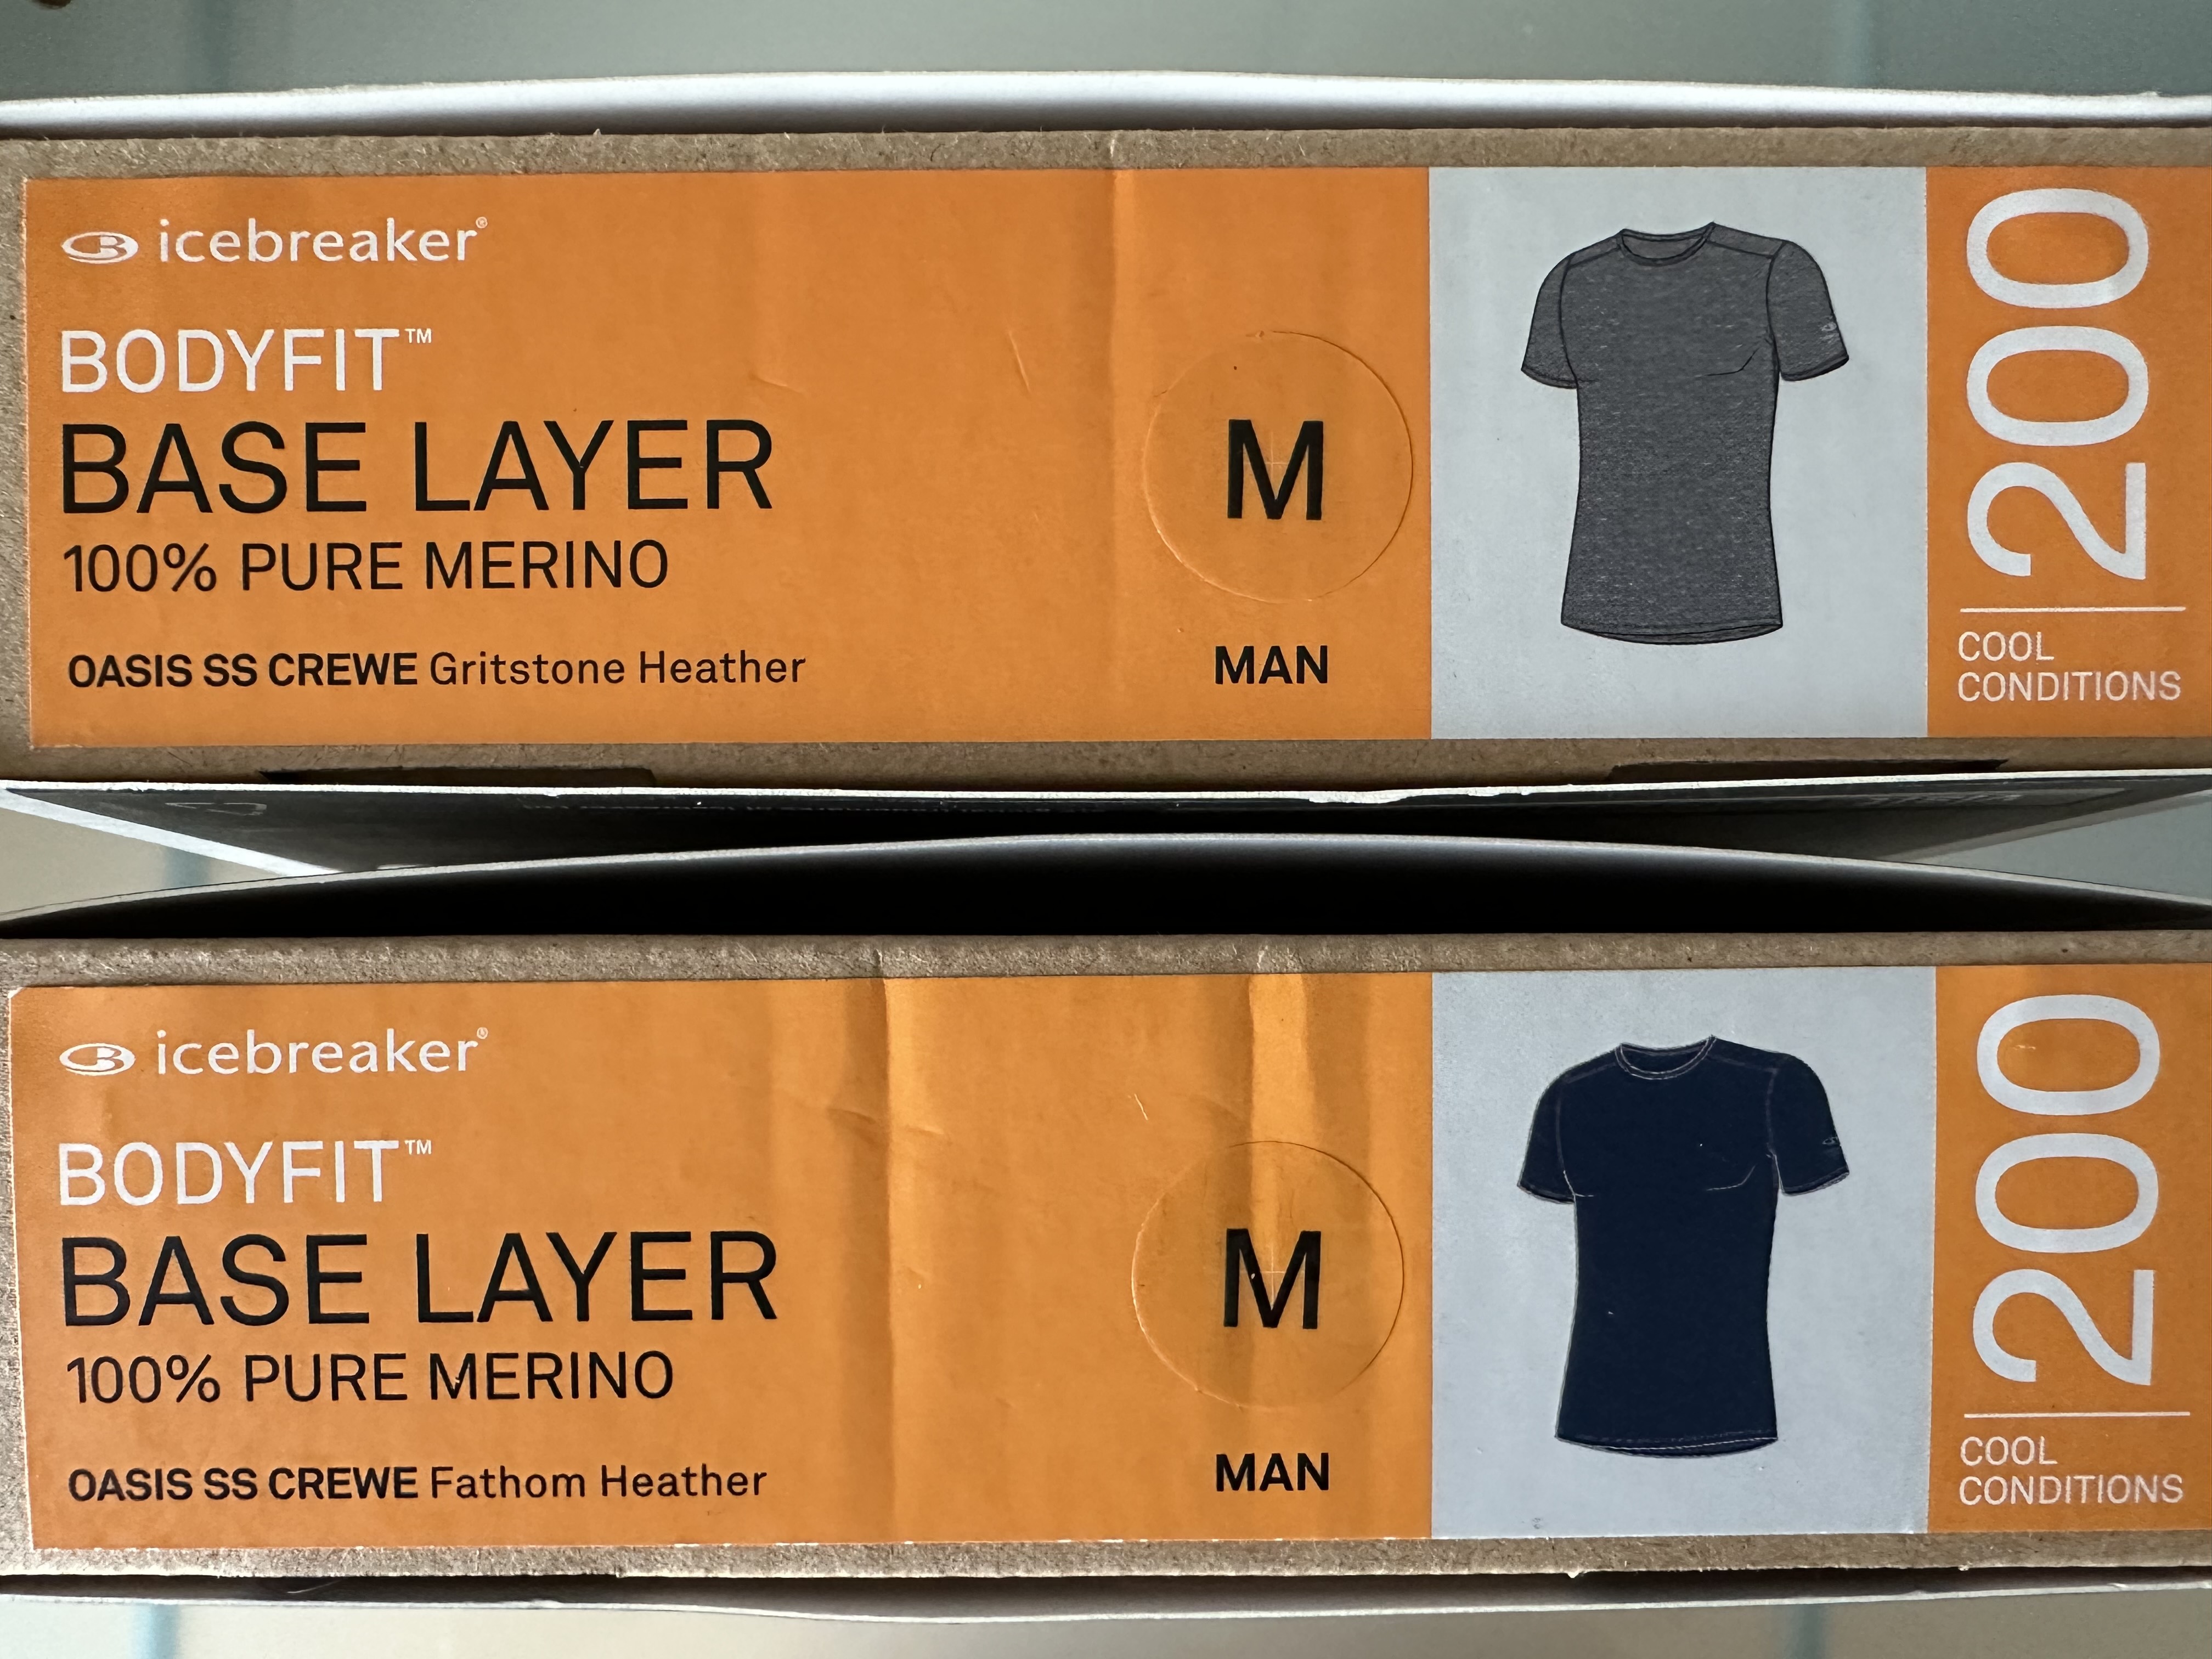 icebreaker®
BODYFIT™
BASE LAYER
100% PURE MERINO
OASIS SS CREWE Gritstone Heather
M
MAN
200
COOL
CONDITIONS
icebreaker®
BODYFIT™
BASE LAYER
100% PURE MERINO
OASIS SS CREWE Fathom Heather
M
MAN
200
COOL
CONDITIONS